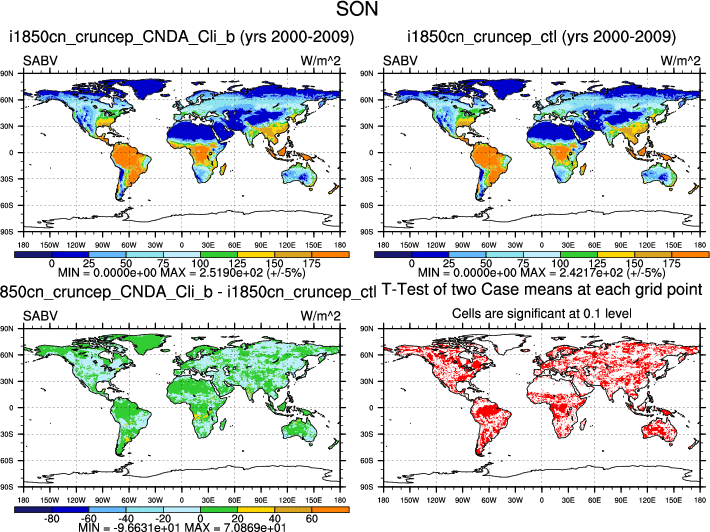 SON
i1850cn_cruncep_CNDA_Cli_b (yrs 2000-2009)
SABV W/m^2
90N
60N
30N
0
30S
60S
90S
180 150W 120W 90W 60W 30W 0 30E 60E 90E 120E 150E 180
0 25 50 75 100 125 150 175
MIN = 0.0000e+00 MAX = 2.5190e+02 (+/-5%)
i1850cn_cruncep_ctl (yrs 2000-2009)
SABV W/m^2
90N
60N
30N
0
30S
60S
90S
180 150W 120W 90W 60W 30W 0 30E 60E 90E 120E 150E 180
0 25 50 75 100 125 150 175
MIN = 0.0000e+00 MAX = 2.4217e+02 (+/-5%)
850cn_cruncep_CNDA_Cli_b - i1850cn_cruncep_ctl
SABV W/m^2
90N
60N
30N
0
30S
60S
90S
180 150W 120W 90W 60W 30W 0 30E 60E 90E 120E 150E 180
-80 -60 -40 -20 0 20 40 60
MIN = -9.6631e+01 MAX = 7.0869e+01
T-Test of two Case means at each grid point
Cells are significant at 0.1 level
90N
60N
30N
0
30S
60S
90S
180 150W 120W 90W 60W 30W 0 30E 60E 90E 120E 150E 180